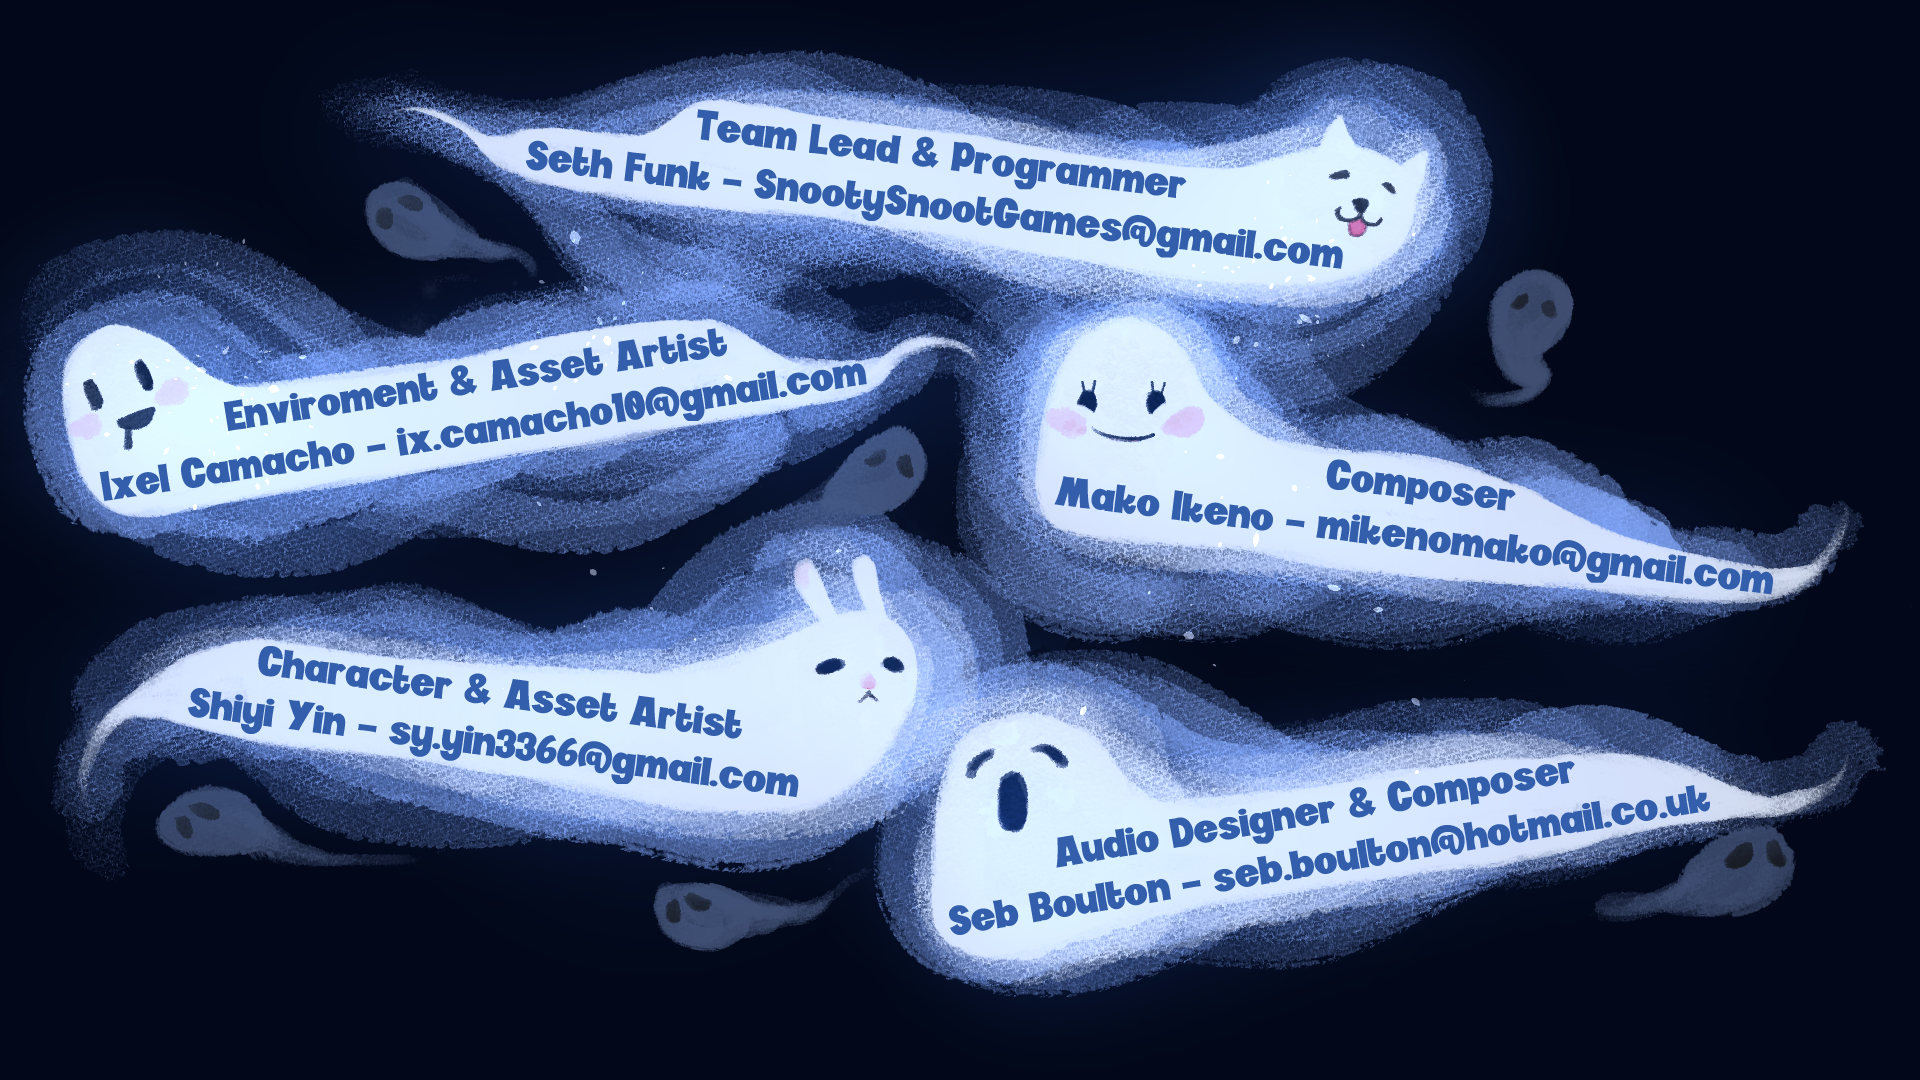 Team Lead & Programmer
Seth Funk - SnootySnootGames@gmail.com
Enviroment & Asset Artist
Ixel Camacho - ix.camacho10@gmail.com
Composer
Mako Ikeno - mikenomako@gmail.com
Character & Asset Artist
Shiyi Yin - sy.yin3366@gmail.com
Audio Designer & Composer
Seb Boulton - seb.boulton@hotmail.co.uk